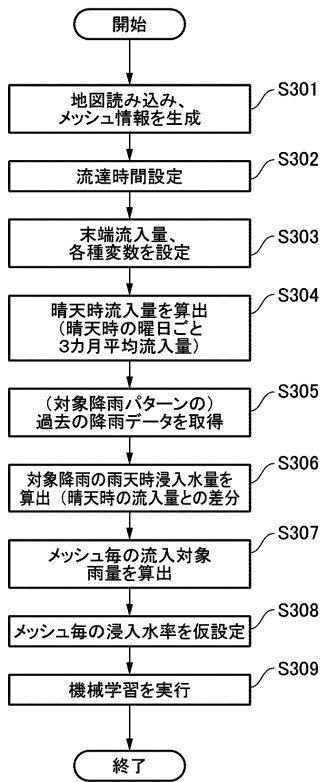 開始
S301
地図読み込み、
メッシュ情報を生成
S302
流達時間設定
S303
末端流入量、
各種変数を設定
S304
晴天時流入量を算出
(晴天時の曜日ごと
3カ月平均流入量)
S305
(対象降雨パターンの)
過去の降雨データを取得
S306
対象降雨の雨天時浸入水量を
算出(晴天時の流入量との差分
S307
メッシュ毎の流入対象
雨量を算出
S308
メッシュ毎の浸入水率を仮設定
S309
機械学習を実行
終了